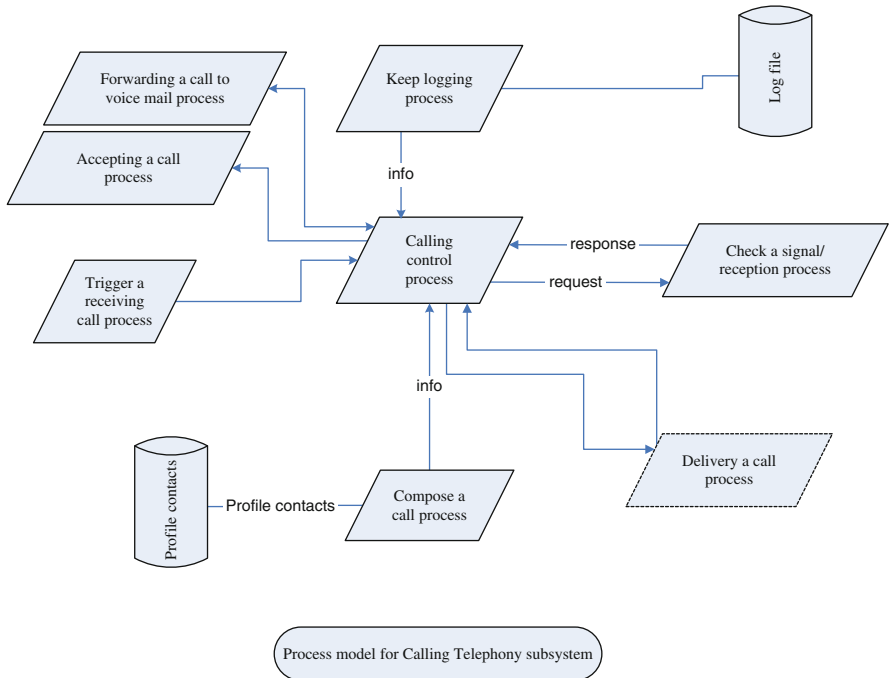 Forwarding a call to
voice mail process
Keep logging
process
Log file
Accepting a call
process
info
Calling
control
process
response
request
Check a signal/
reception process
Trigger a
receiving
call process
info
Delivery a call
process
Profile contacts
Profile contacts
Compose a
call process
Process model for Calling Telephony subsystem